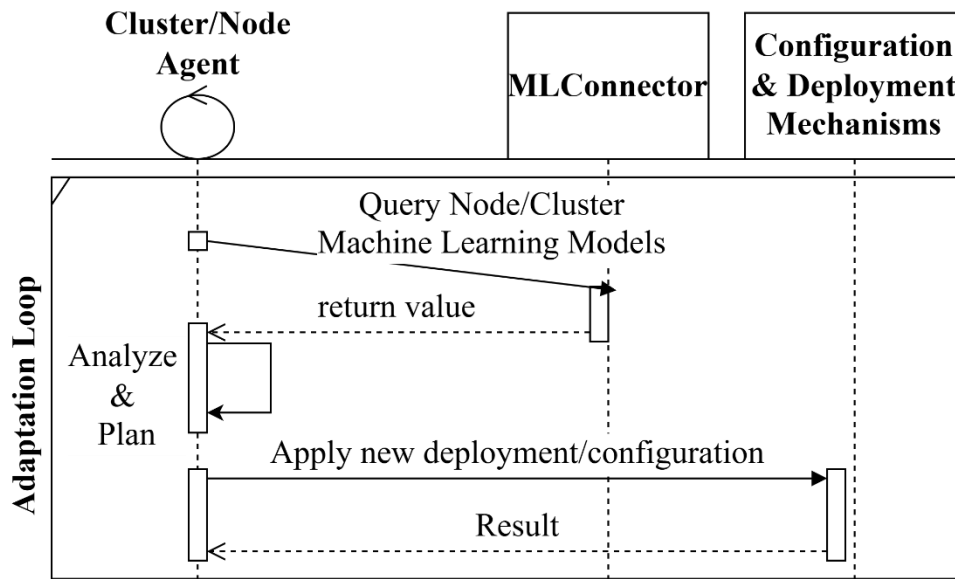 Cluster/Node
Agent
MLConnector
Configuration
& Deployment
Mechanisms
Adaptation Loop
Query Node/Cluster
Machine Learning Models
return value
Analyze
&
Plan
Apply new deployment/configuration
Result